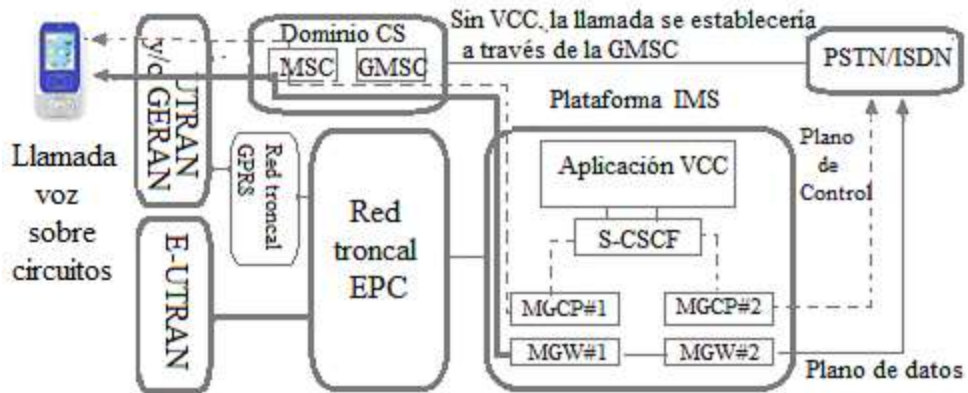 Sin VCC, la llamada se establecería
a través de la GMSC
Dominio CS
MSC
GMSC
PSTN/ISDN
UTRAN
y/o GERAN
Llamada
voz
sobre
circuitos
Red troncal
GPRS
E-UTRAN
Red
troncal
EPC
Plataforma IMS
Aplicación VCC
S-CSCF
MGCP#1
MGCP#2
MGW#1
MGW#2
Plano
de
Control
Plano de datos